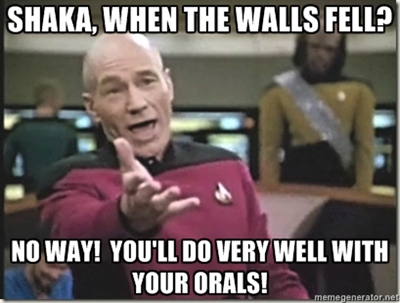 SHAKA, WHEN THE WALLS FELL?
NO WAY! YOU'LL DO VERY WELL WITH
YOUR ORALS!
memegenerator.net